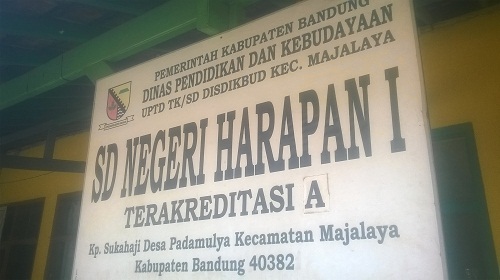 PEMERINTAH KABUPATEN BANDUNG
DINAS PENDIDIKAN DAN KEBUDAYAAN
UPTD TK/SD DISDIKBUD KEC. MAJALAYA
SD NEGERI HARAPAN I
TERAKREDITASI A
Kp. Sukahaji Desa Padamulya Kecamatan Majalaya
Kabupaten Bandung 40382